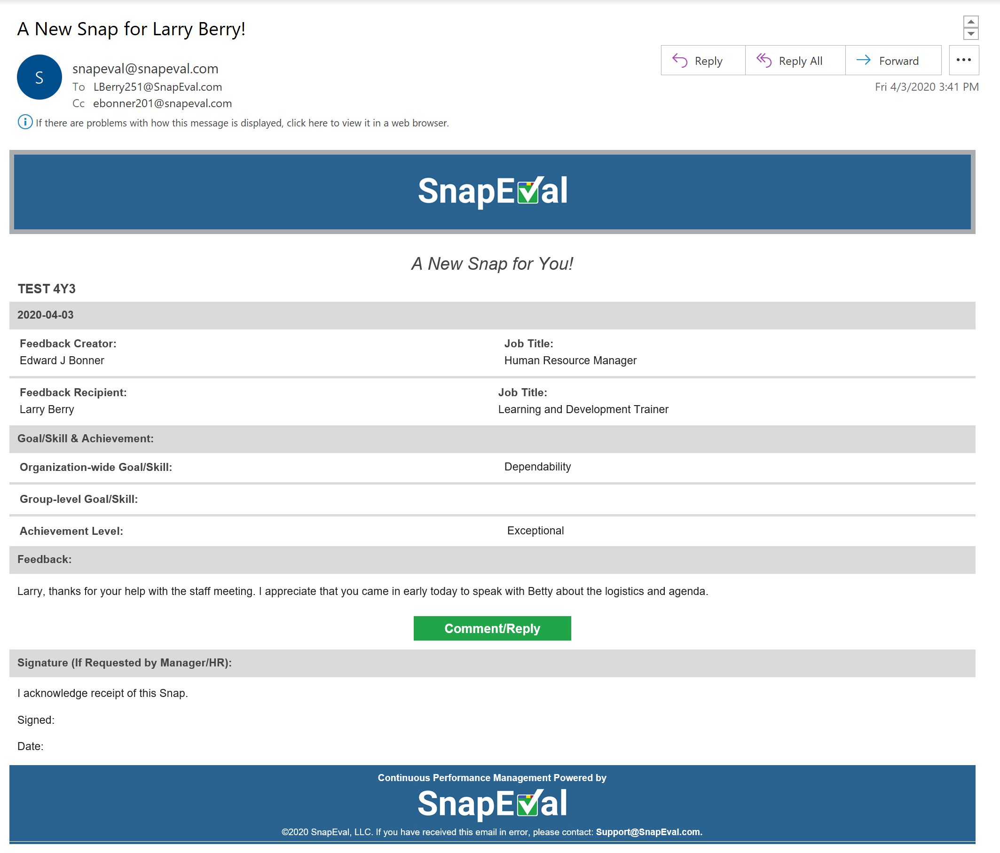 A New Snap for Larry Berry!
S
snapeval@snapeval.com
Reply
Reply All
Forward
To LBerry251@SnapEval.com
Fri 4/3/2020 3:41 PM
Cc ebonner201@snapeval.com
If there are problems with how this message is displayed, click here to view it in a web browser.
SnapEval
A New Snap for You!
TEST 4Y3
2020-04-03
Feedback Creator:
Job Title:
Edward J Bonner
Human Resource Manager
Feedback Recipient:
Job Title:
Larry Berry
Learning and Development Trainer
Goal/Skill & Achievement:
Organization-wide Goal/Skill:
Dependability
Group-level Goal/Skill:
Achievement Level:
Exceptional
Feedback:
Larry, thanks for your help with the staff meeting. I appreciate that you came in early today to speak with Betty about the logistics and agenda.
Comment/Reply
Signature (If Requested by Manager/HR):
I acknowledge receipt of this Snap.
Signed:
Date:
Continuous Performance Management Powered by
SnapEval
©2020 SnapEval, LLC. If you have received this email in error, please contact: Support@SnapEval.com.